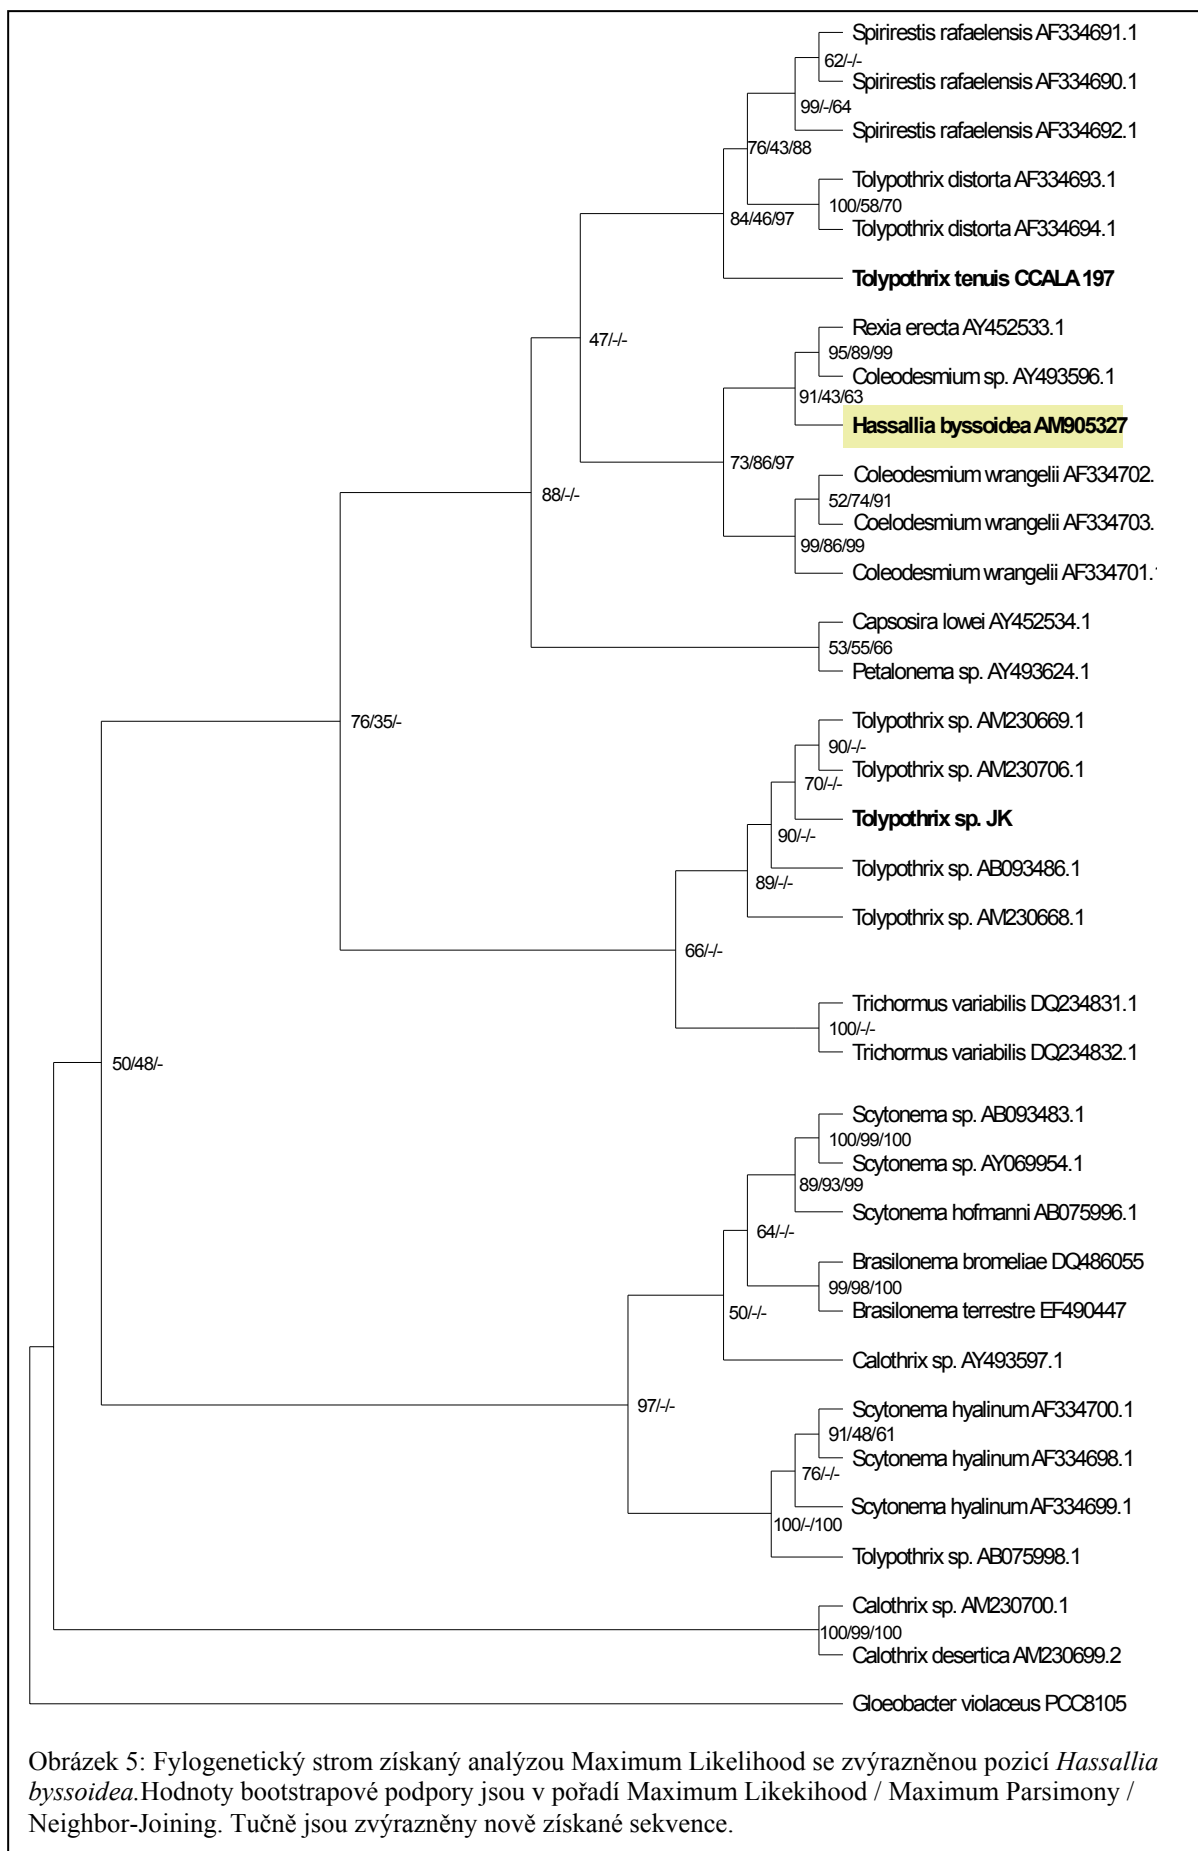 Spirirestis rafaelensis AF334691.1
62/-/-
Spirirestis rafaelensis AF334690.1
99/-/64
Spirirestis rafaelensis AF334692.1
76/43/88
Tolypothrix distorta AF334693.1
100/58/70
84/46/97
Tolypothrix distorta AF334694.1
Tolypothrix tenuis CCALA 197
Rexia erecta AY452533.1
47/-/-
95/89/99
Coleodesmium sp. AY493596.1
91/43/63
Hassallia byssoidea AM905327
73/86/97
Coleodesmium wrangelii AF334702.
88/-/-
52/74/91
Coelodesmium wrangelii AF334703.
99/86/99
Coleodesmium wrangelii AF334701.1
Capsosira lowei AY452534.1
53/55/66
Petalonema sp. AY493624.1
76/35/-
Tolypothrix sp. AM230669.1
90/-/-
Tolypothrix sp. AM230706.1
70/-/-
Tolypothrix sp. JK
90/-/-
Tolypothrix sp. AB093486.1
89/-/-
Tolypothrix sp. AM230668.1
66/-/-
Trichormus variabilis DQ234831.1
100/-/-
Trichormus variabilis DQ234832.1
50/48/-
Scytonema sp. AB093483.1
100/99/100
Scytonema sp. AY069954.1
89/93/99
Scytonema hofmanni AB075996.1
64/-/-
Brasilonema bromeliae DQ486055
99/98/100
Brasilonema terrestre EF490447
50/-/-
Calothrix sp. AY493597.1
97/-/-
Scytonema hyalinum AF334700.1
91/48/61
Scytonema hyalinum AF334698.1
76/-/-
Scytonema hyalinum AF334699.1
100/-/100
Tolypothrix sp. AB075998.1
Calothrix sp. AM230700.1
100/99/100
Calothrix desertica AM230699.2
Gloeobacter violaceus PCC8105
Obrázek 5: Fylogenetický strom získaný analýzou Maximum Likelihood se zvýrazněnou pozicí Hassallia
byssoidea.Hodnoty bootstrapové podpory jsou v pořadí Maximum Likekihood / Maximum Parsimony /
Neighbor-Joining. Tučně jsou zvýrazněny nově získané sekvence.